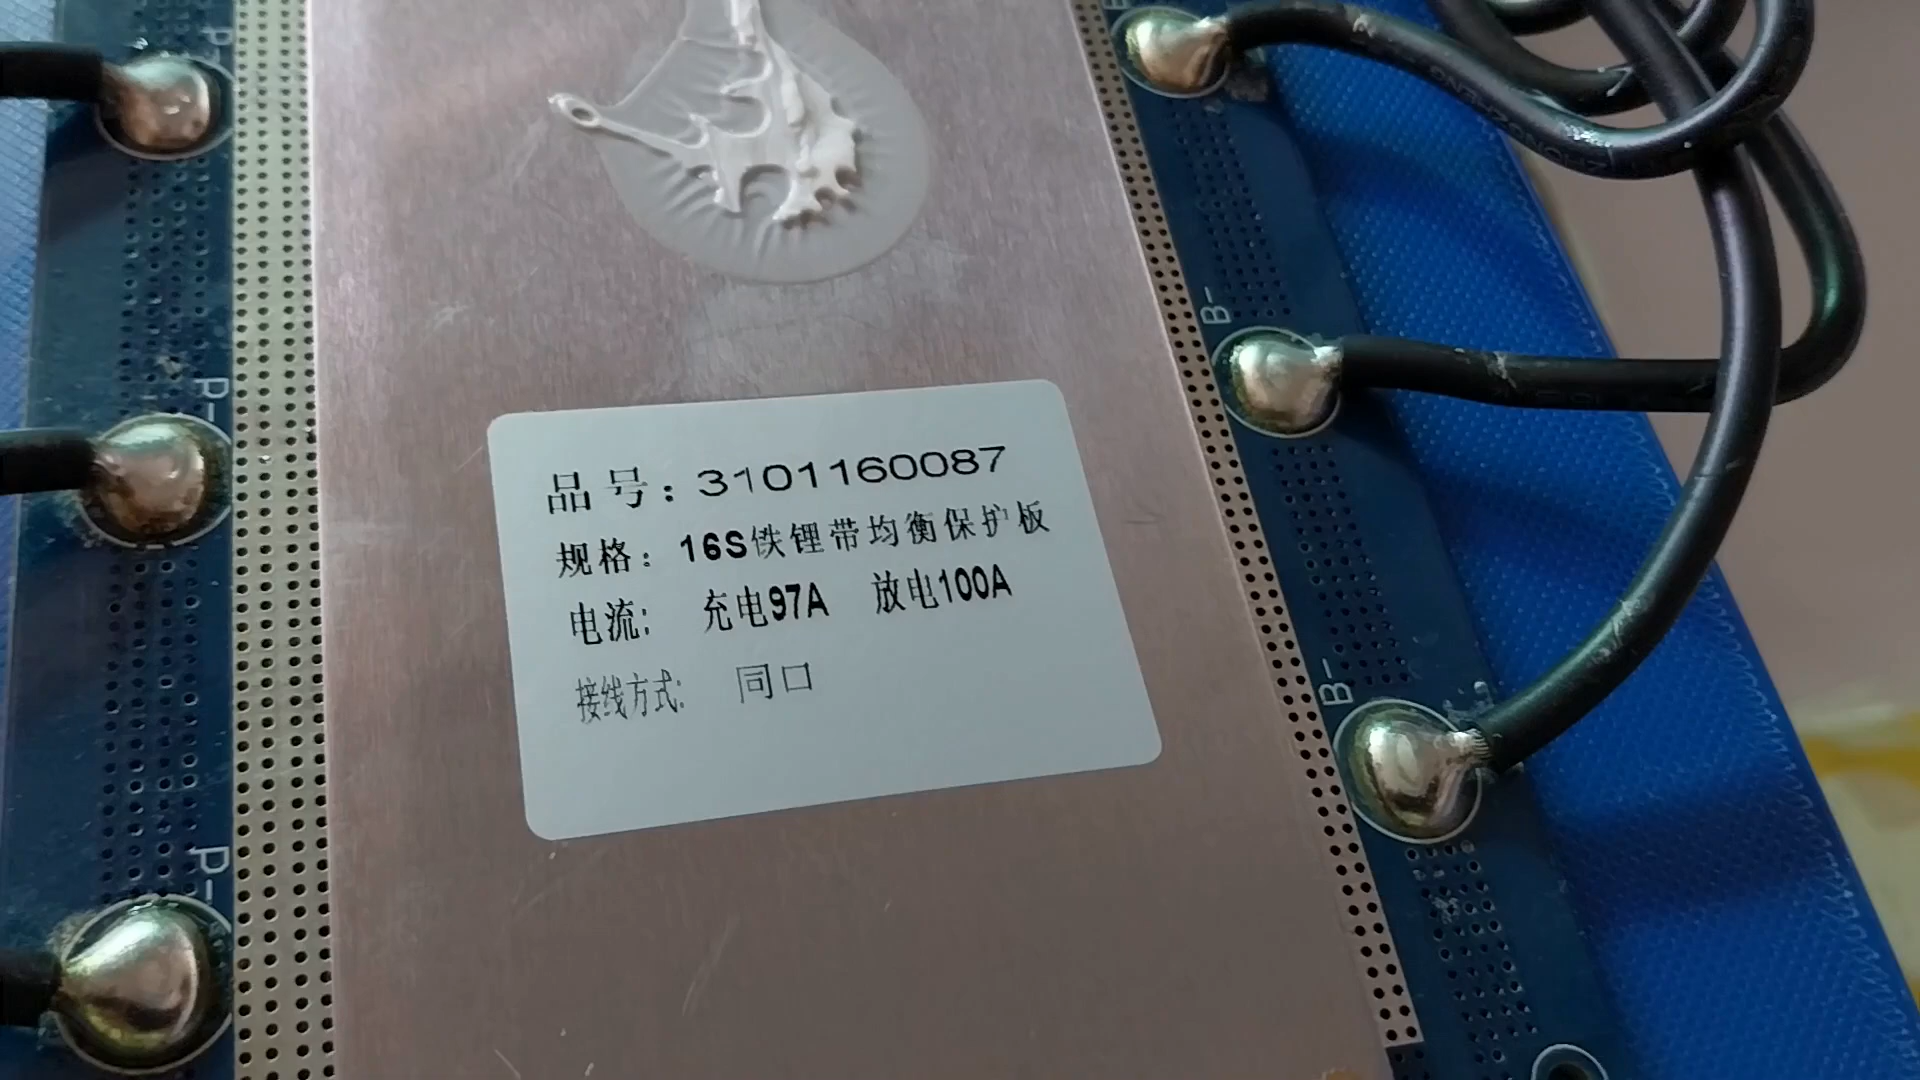 品号：3101160087
规格：16S铁锂带均衡保护板
电流： 充电97A 放电100A
接线方式： 同口
P-
P-
B-
B-